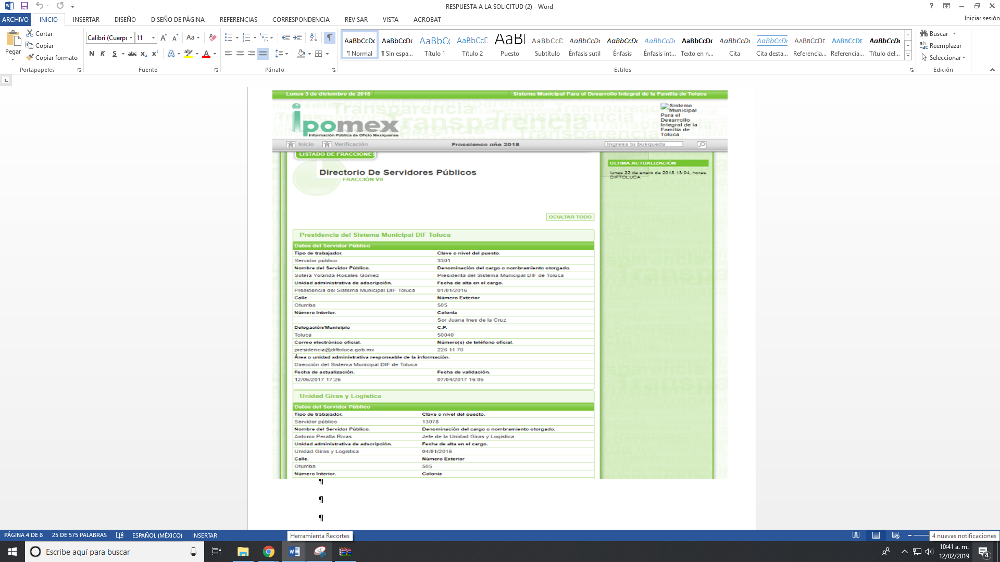 RESPUESTA A LA SOLICITUD (2) - Word
ARCHIVO INICIO INSERTAR DISEÑO DISEÑO DE PÁGINA REFERENCIAS CORRESPONDENCIA REVISAR VISTA ACROBAT Iniciar sesión
Pegar
Cortar
Copiar
Copiar formato
Portapapeles
Calibri (Cuerpo 11
N K S abc x₂ x²
Fuente
Párrafo
AaBbCcDc AaBbCcDc AaBbCc AaBbCcD AaBl AaBbCcD AaBbCcDc AaBbCcDc AaBbCcDc AaBbCcDc AaBbCcDc AaBbCcDc AABBCCDE AABBCCDE AaBbCcDc
¶ Normal ¶ Sin espa... Título 1 Título 2 Puesto Subtítulo Énfasis sutil Énfasis Énfasis int... Texto en n... Cita Cita desta... Referencia... Referencia... Título del...
Estilos
Buscar
Reemplazar
Seleccionar
Edición
Lunes 3 de diciembre de 2018 Sistema Municipal Para el Desarrollo Integral de la Familia de Toluca
Transparencia
ipomex
Información Pública de Oficio Mexiquense
Sistema
Municipal
Para el
Desarrollo
Integral de la
Familia de
Toluca
Inicio Verificación Fracciones año 2018 Ingresa tu busqueda
LISTADO DE FRACCIONES
Directorio De Servidores Públicos
FRACCIÓN VII
ULTIMA ACTUALIZACIÓN
lunes 22 de enero de 2018 13:04, horas
DIFTOLUCA
OCULTAR TODO
Presidencia del Sistema Municipal DIF Toluca
Datos del Servidor Público
Tipo de trabajador. Clave o nivel del puesto.
Servidor público 3301
Nombre del Servidor Público. Denominación del cargo o nombramiento otorgado.
Sotera Yolanda Rosales Gomez Presidenta del Sistema Municipal DIF de Toluca
Unidad administrativa de adscripción. Fecha de alta en el cargo.
Presidencia del Sistema Municipal DIF Toluca 01/01/2016
Calle. Número Exterior
Otumba 505
Número Interior. Colonia
Sor Juana Ines de la Cruz
Delegación/Municipio C.P.
Toluca 50040
Correo electrónico oficial. Número(s) de teléfono oficial.
presidencia@diftoluca.gob.mx 226 11 70
Área o unidad administrativa responsable de la información.
Dirección del Sistema Municipal DIF de Toluca
Fecha de actualización. Fecha de validación.
12/06/2017 17:26 07/04/2017 16:05
Unidad Giras y Logística
Datos del Servidor Público
Tipo de trabajador. Clave o nivel del puesto.
Servidor público 13078
Nombre del Servidor Público. Denominación del cargo o nombramiento otorgado.
Antonio Peralta Rivas Jefe de la Unidad Giras y Logística
Unidad administrativa de adscripción. Fecha de alta en el cargo.
Unidad Giras y Logística 04/01/2016
Calle. Número Exterior
Otumba 505
Número Interior. Colonia
¶
¶
¶
PÁGINA 4 DE 8 25 DE 575 PALABRAS ESPAÑOL (MÉXICO) INSERTAR
Herramienta Recortes
4 nuevas notificaciones
Escribe aquí para buscar
10:41 a. m.
12/02/2019
4